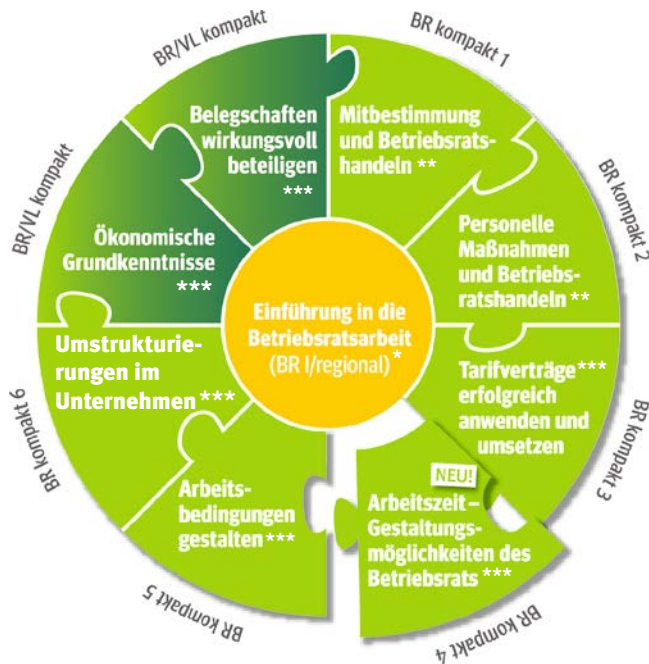 BR kompakt 1
Mitbestimmung
und Betriebsrats-
handeln **
BR kompakt 2
Personelle
Maßnahmen
und Betriebs-
ratshandeln **
BR kompakt 3
Tarifverträge ***
erfolgreich
anwenden und
umsetzen
BR kompakt 4
NEU!
Arbeitszeit –
Gestaltungs-
möglichkeiten des
Betriebsrats ***
BR kompakt 5
Arbeits-
bedingungen
gestalten ***
BR kompakt 6
Umstrukturie-
rungen im
Unternehmen ***
BR/VL kompakt
Ökonomische
Grundkenntnisse
***
BR/VL kompakt
Belegschaften
wirkungsvoll
beteiligen
***
Einführung in die
Betriebsratsarbeit
(BR I/regional) *